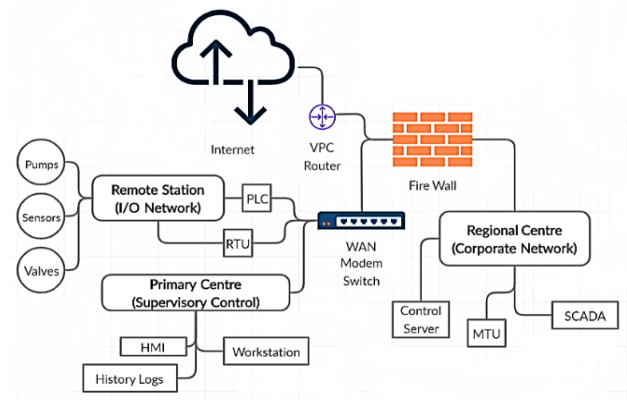 Internet
VPC
Router
Fire Wall
Pumps
Sensors
Valves
Remote Station
(I/O Network)
PLC
RTU
WAN
Modem
Switch
Primary Centre
(Supervisory Control)
HMI
Workstation
History Logs
Regional Centre
(Corporate Network)
Control
Server
MTU
SCADA